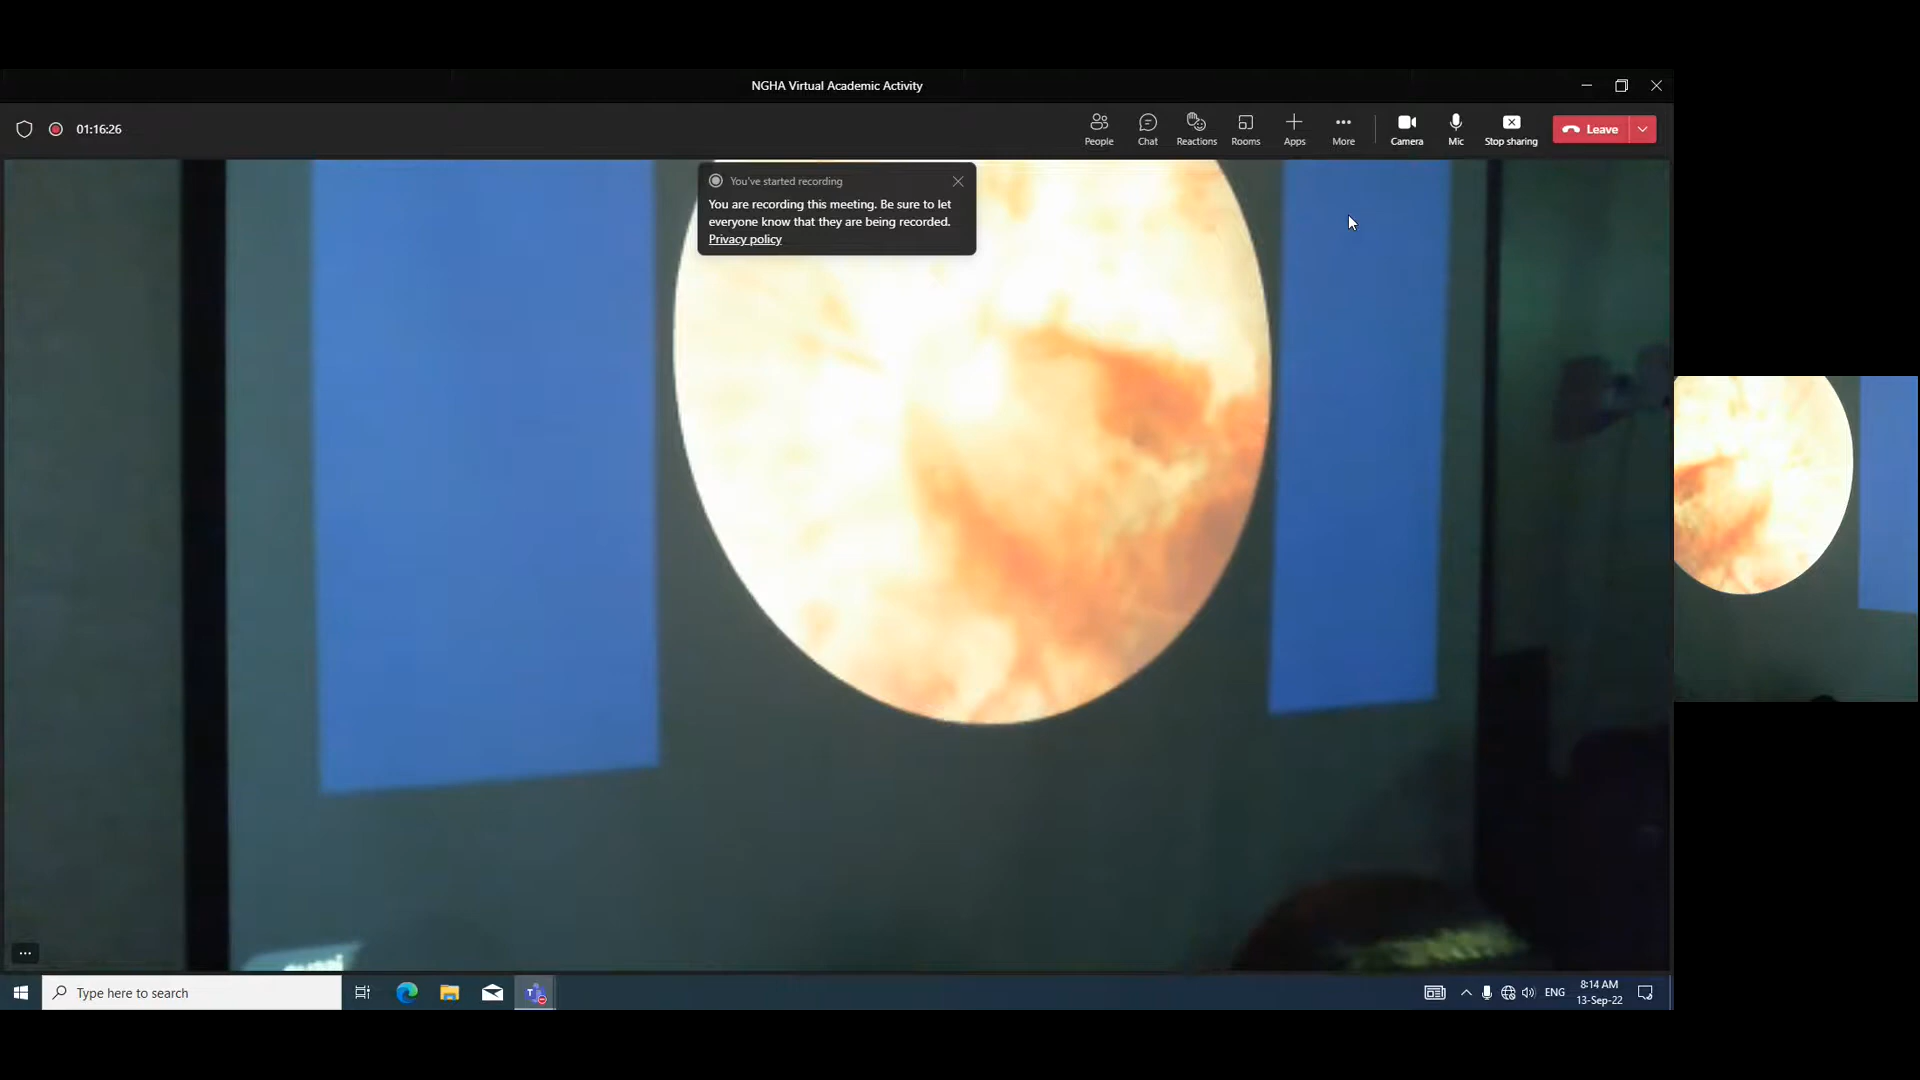 NGHA Virtual Academic Activity
01:16:26
People
Chat
Reactions
Rooms
Apps
More
Camera
Mic
Stop sharing
Leave
You've started recording
You are recording this meeting. Be sure to let
everyone know that they are being recorded.
Privacy policy
Type here to search
ENG
8:14 AM
13-Sep-22